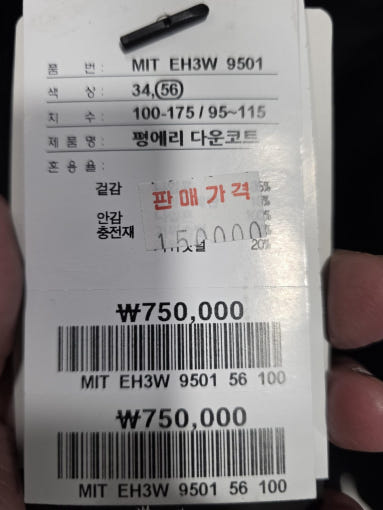 품 번: MIT EH3W 9501
색 상: 34,56
치 수: 100-175 / 95~115
제 품 명: 평에리 다운코트
혼 용 율:
겉감
판매가격
안감
충전재
150000
20%
₩750,000
MIT EH3W 9501 56 100
₩750,000
MIT EH3W 9501 56 100